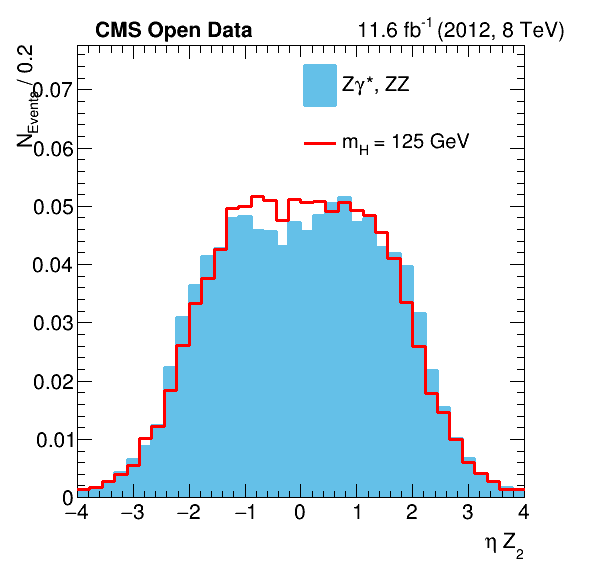 CMS Open Data 11.6 fb-1 (2012, 8 TeV)
NEvents / 0.2
Zγ*, ZZ
mH = 125 GeV
0.07
0.06
0.05
0.04
0.03
0.02
0.01
0
−4 −3 −2 −1 0 1 2 3 4
η Z2